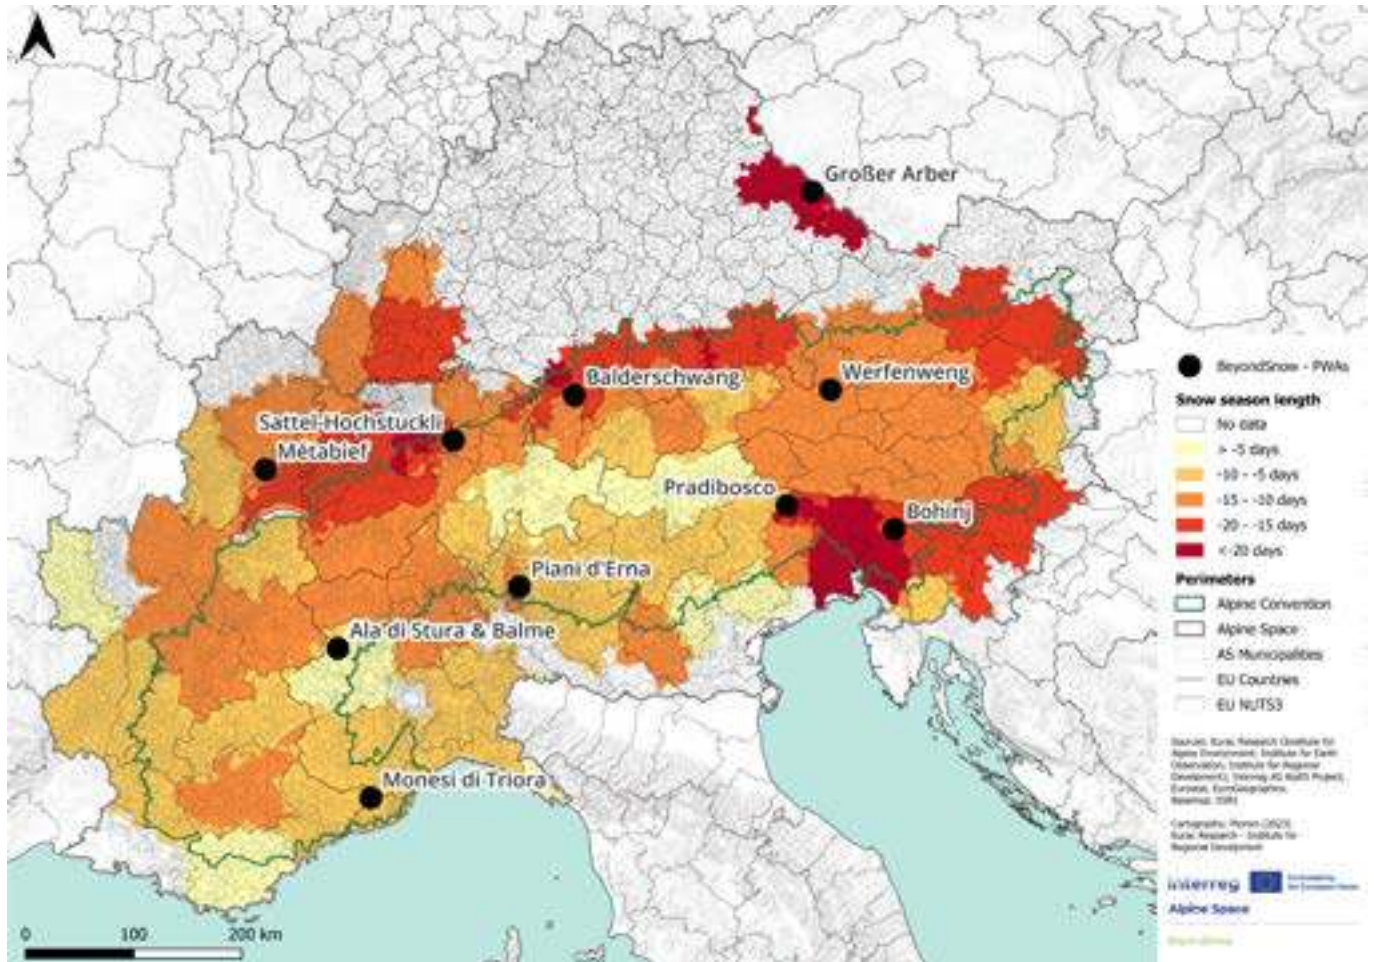 Großer Arber
Balderschwang
Werfenweng
Sattel-Hochstuckli
Métabief
Pradibosco
Bohinj
Piani d'Erna
Ala di Stura & Balme
Monesi di Triora
0 100 200 km
BeyondSnow - PWAs
Snow season length
No data
> -5 days
-10 - -5 days
-15 - -10 days
-20 - -15 days
< -20 days
Perimeters
Alpine Convention
Alpine Space
AS Municipalities
EU Countries
EU NUTS3
Regional Development
interreg
Alpine Space